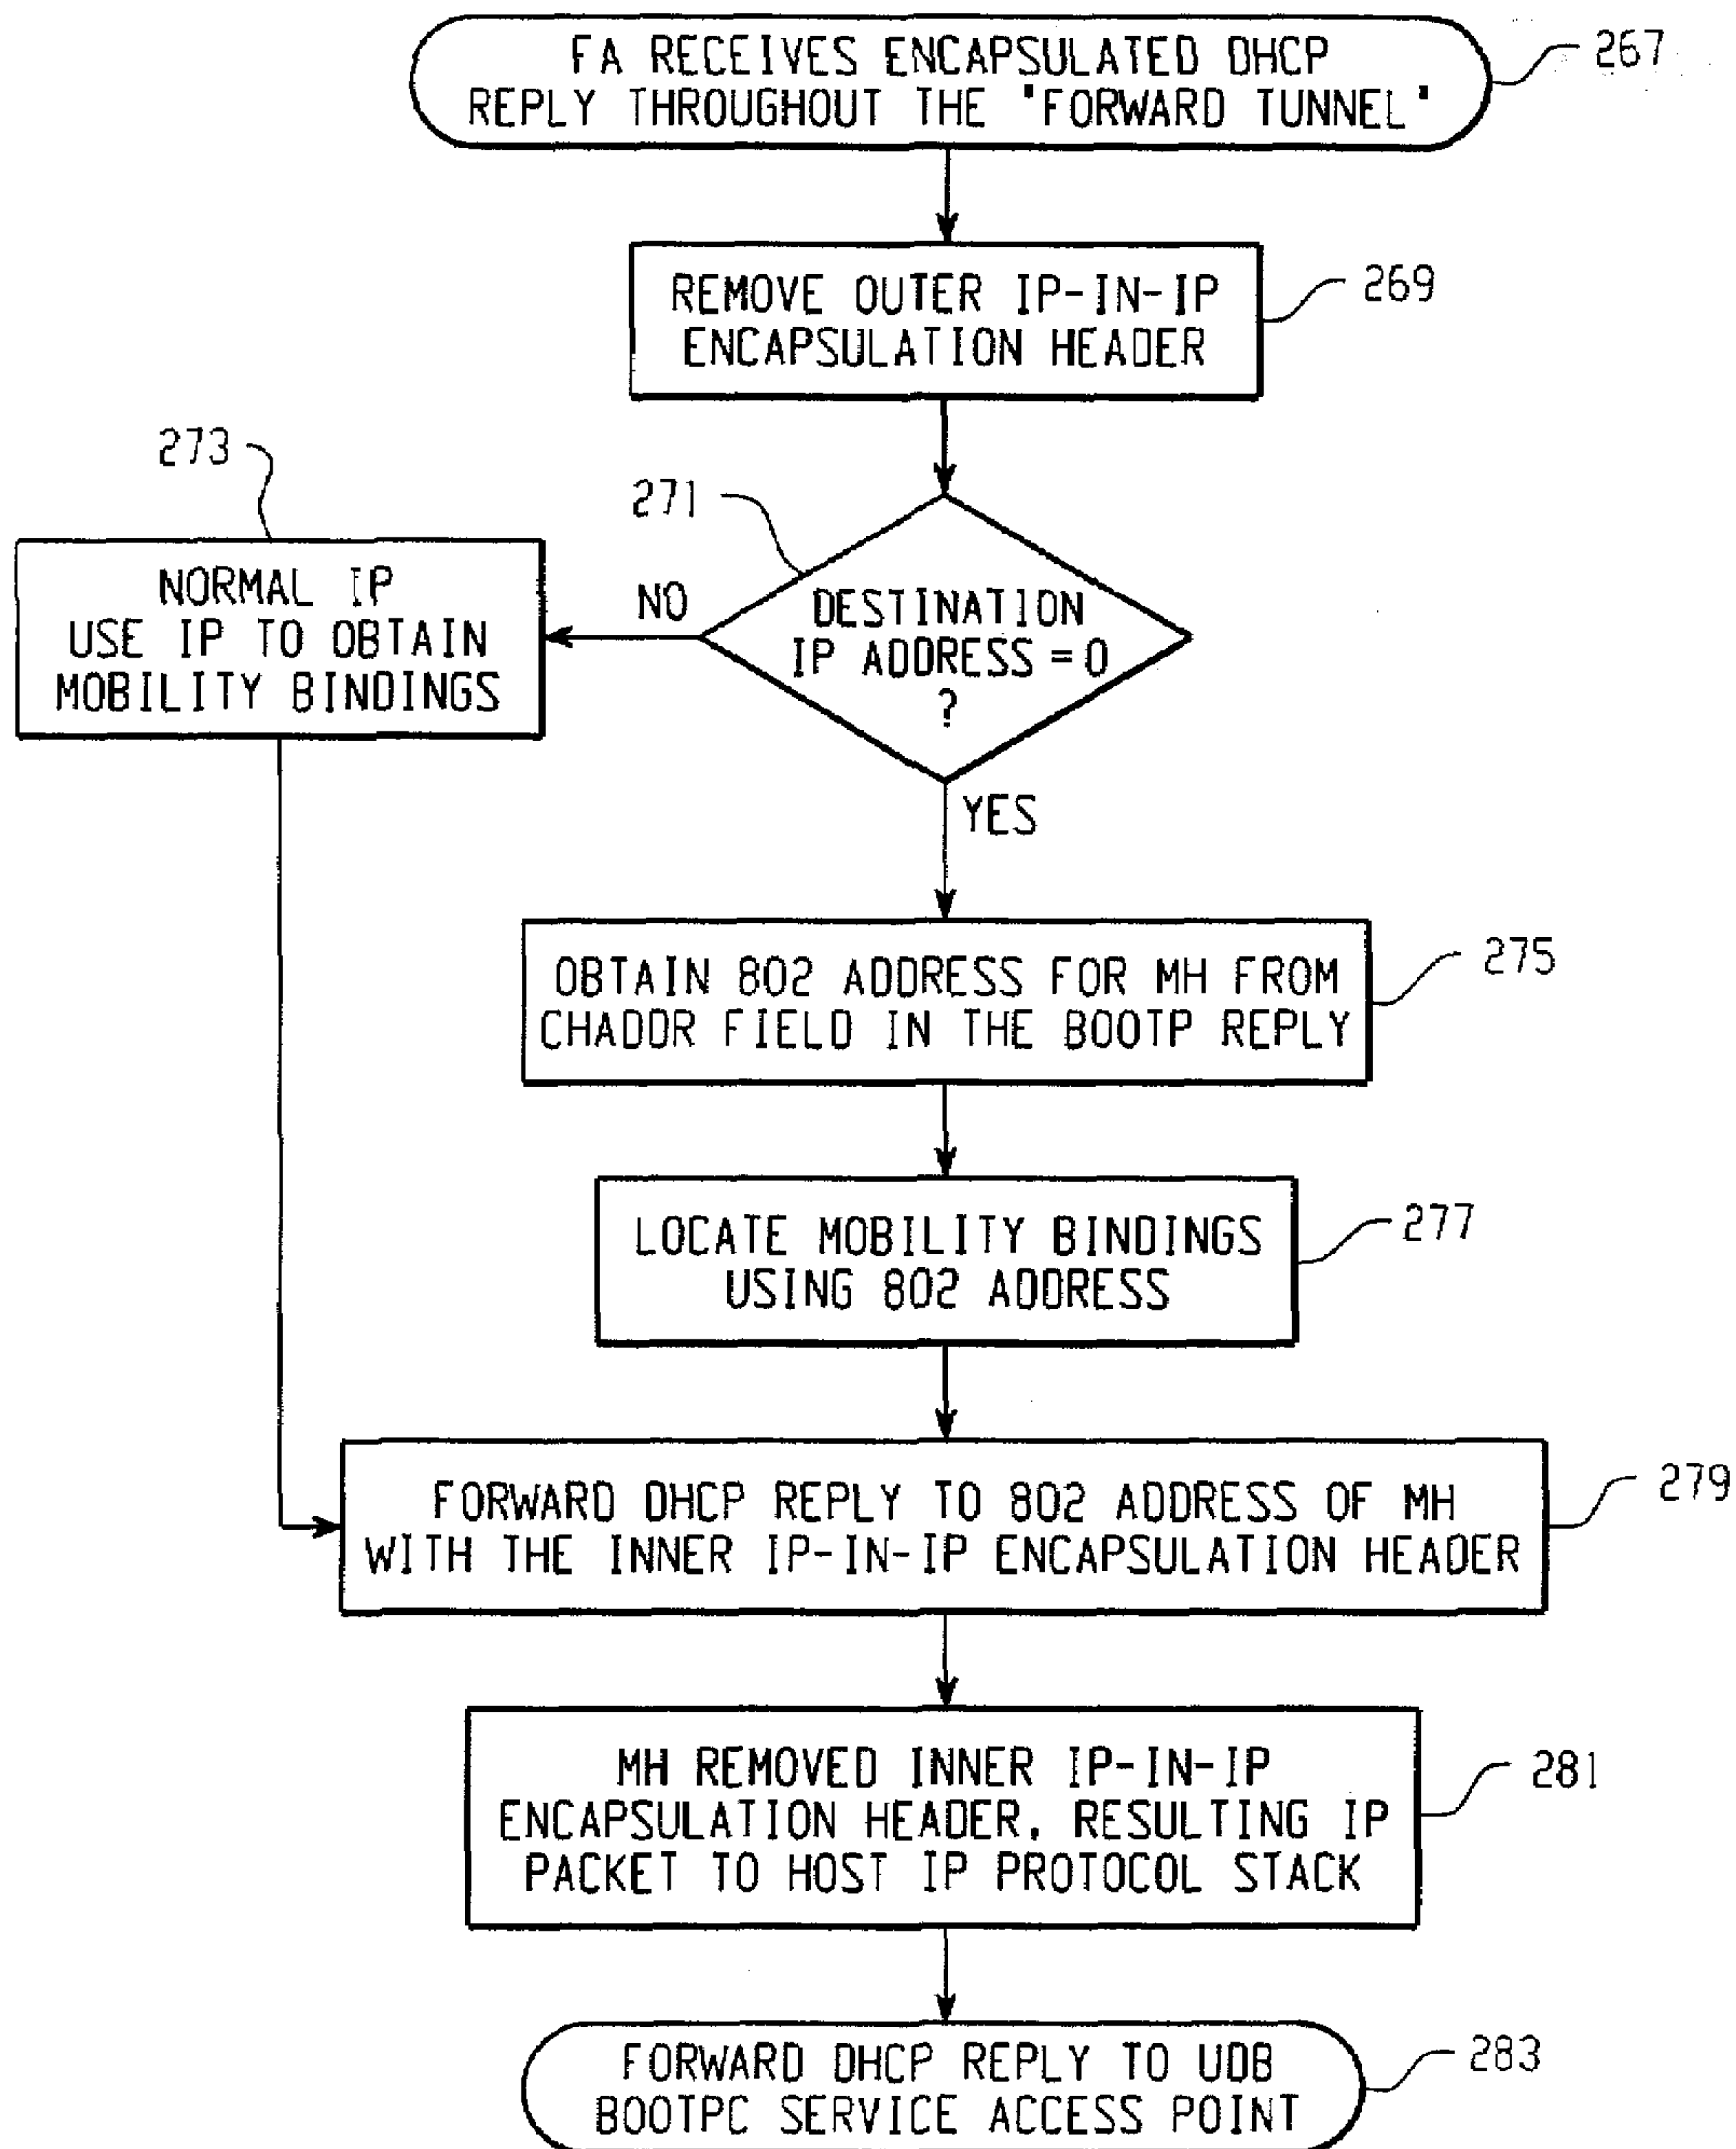 FA RECEIVES ENCAPSULATED DHCP
REPLY THROUGHOUT THE "FORWARD TUNNEL"
267
REMOVE OUTER IP-IN-IP
ENCAPSULATION HEADER
269
273
271
NORMAL IP
USE IP TO OBTAIN
MOBILITY BINDINGS
NO
DESTINATION
IP ADDRESS = 0
?
YES
OBTAIN 802 ADDRESS FOR MH FROM
CHADDR FIELD IN THE BOOTP REPLY
275
LOCATE MOBILITY BINDINGS
USING 802 ADDRESS
277
FORWARD DHCP REPLY TO 802 ADDRESS OF MH
WITH THE INNER IP-IN-IP ENCAPSULATION HEADER
279
MH REMOVED INNER IP-IN-IP
ENCAPSULATION HEADER, RESULTING IP
PACKET TO HOST IP PROTOCOL STACK
281
FORWARD DHCP REPLY TO UDB
BOOTPC SERVICE ACCESS POINT
283